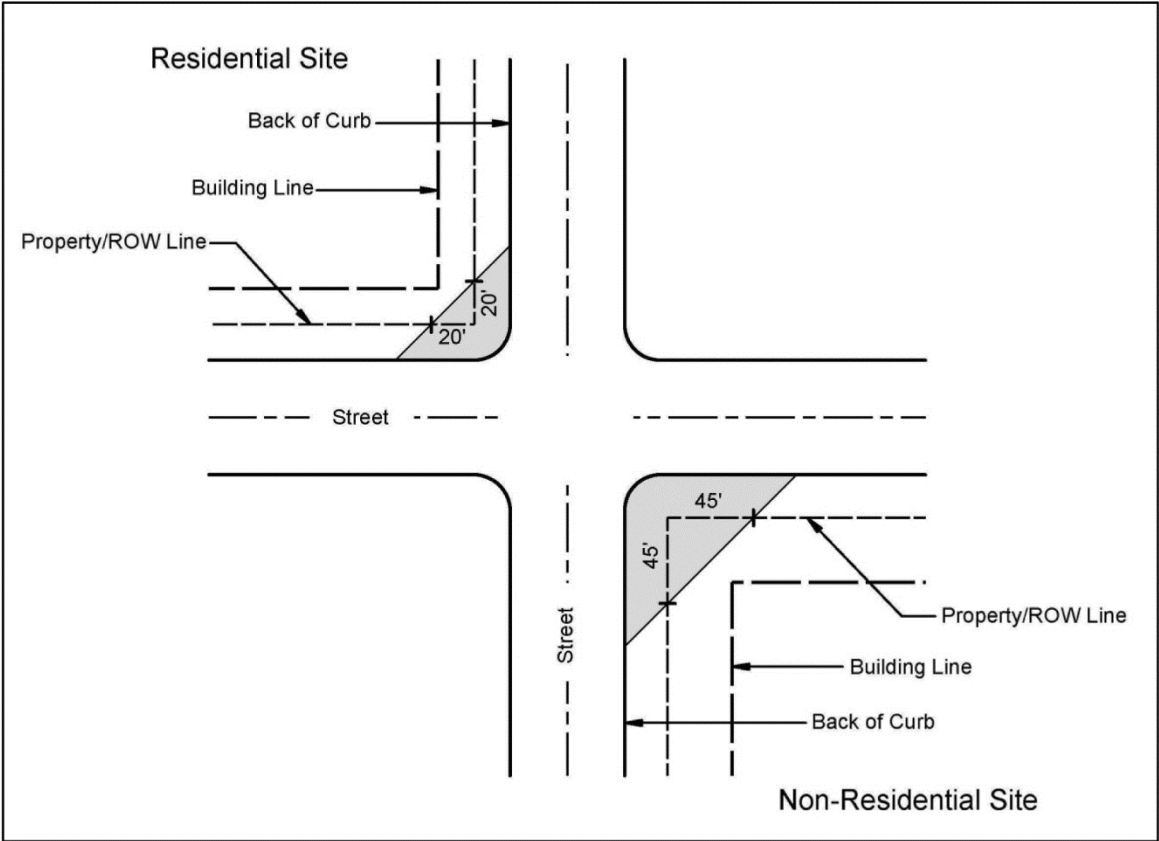 Residential Site
Back of Curb
Building Line
Property/ROW Line
20'
20'
Street
45'
45'
Street
Property/ROW Line
Building Line
Back of Curb
Non-Residential Site